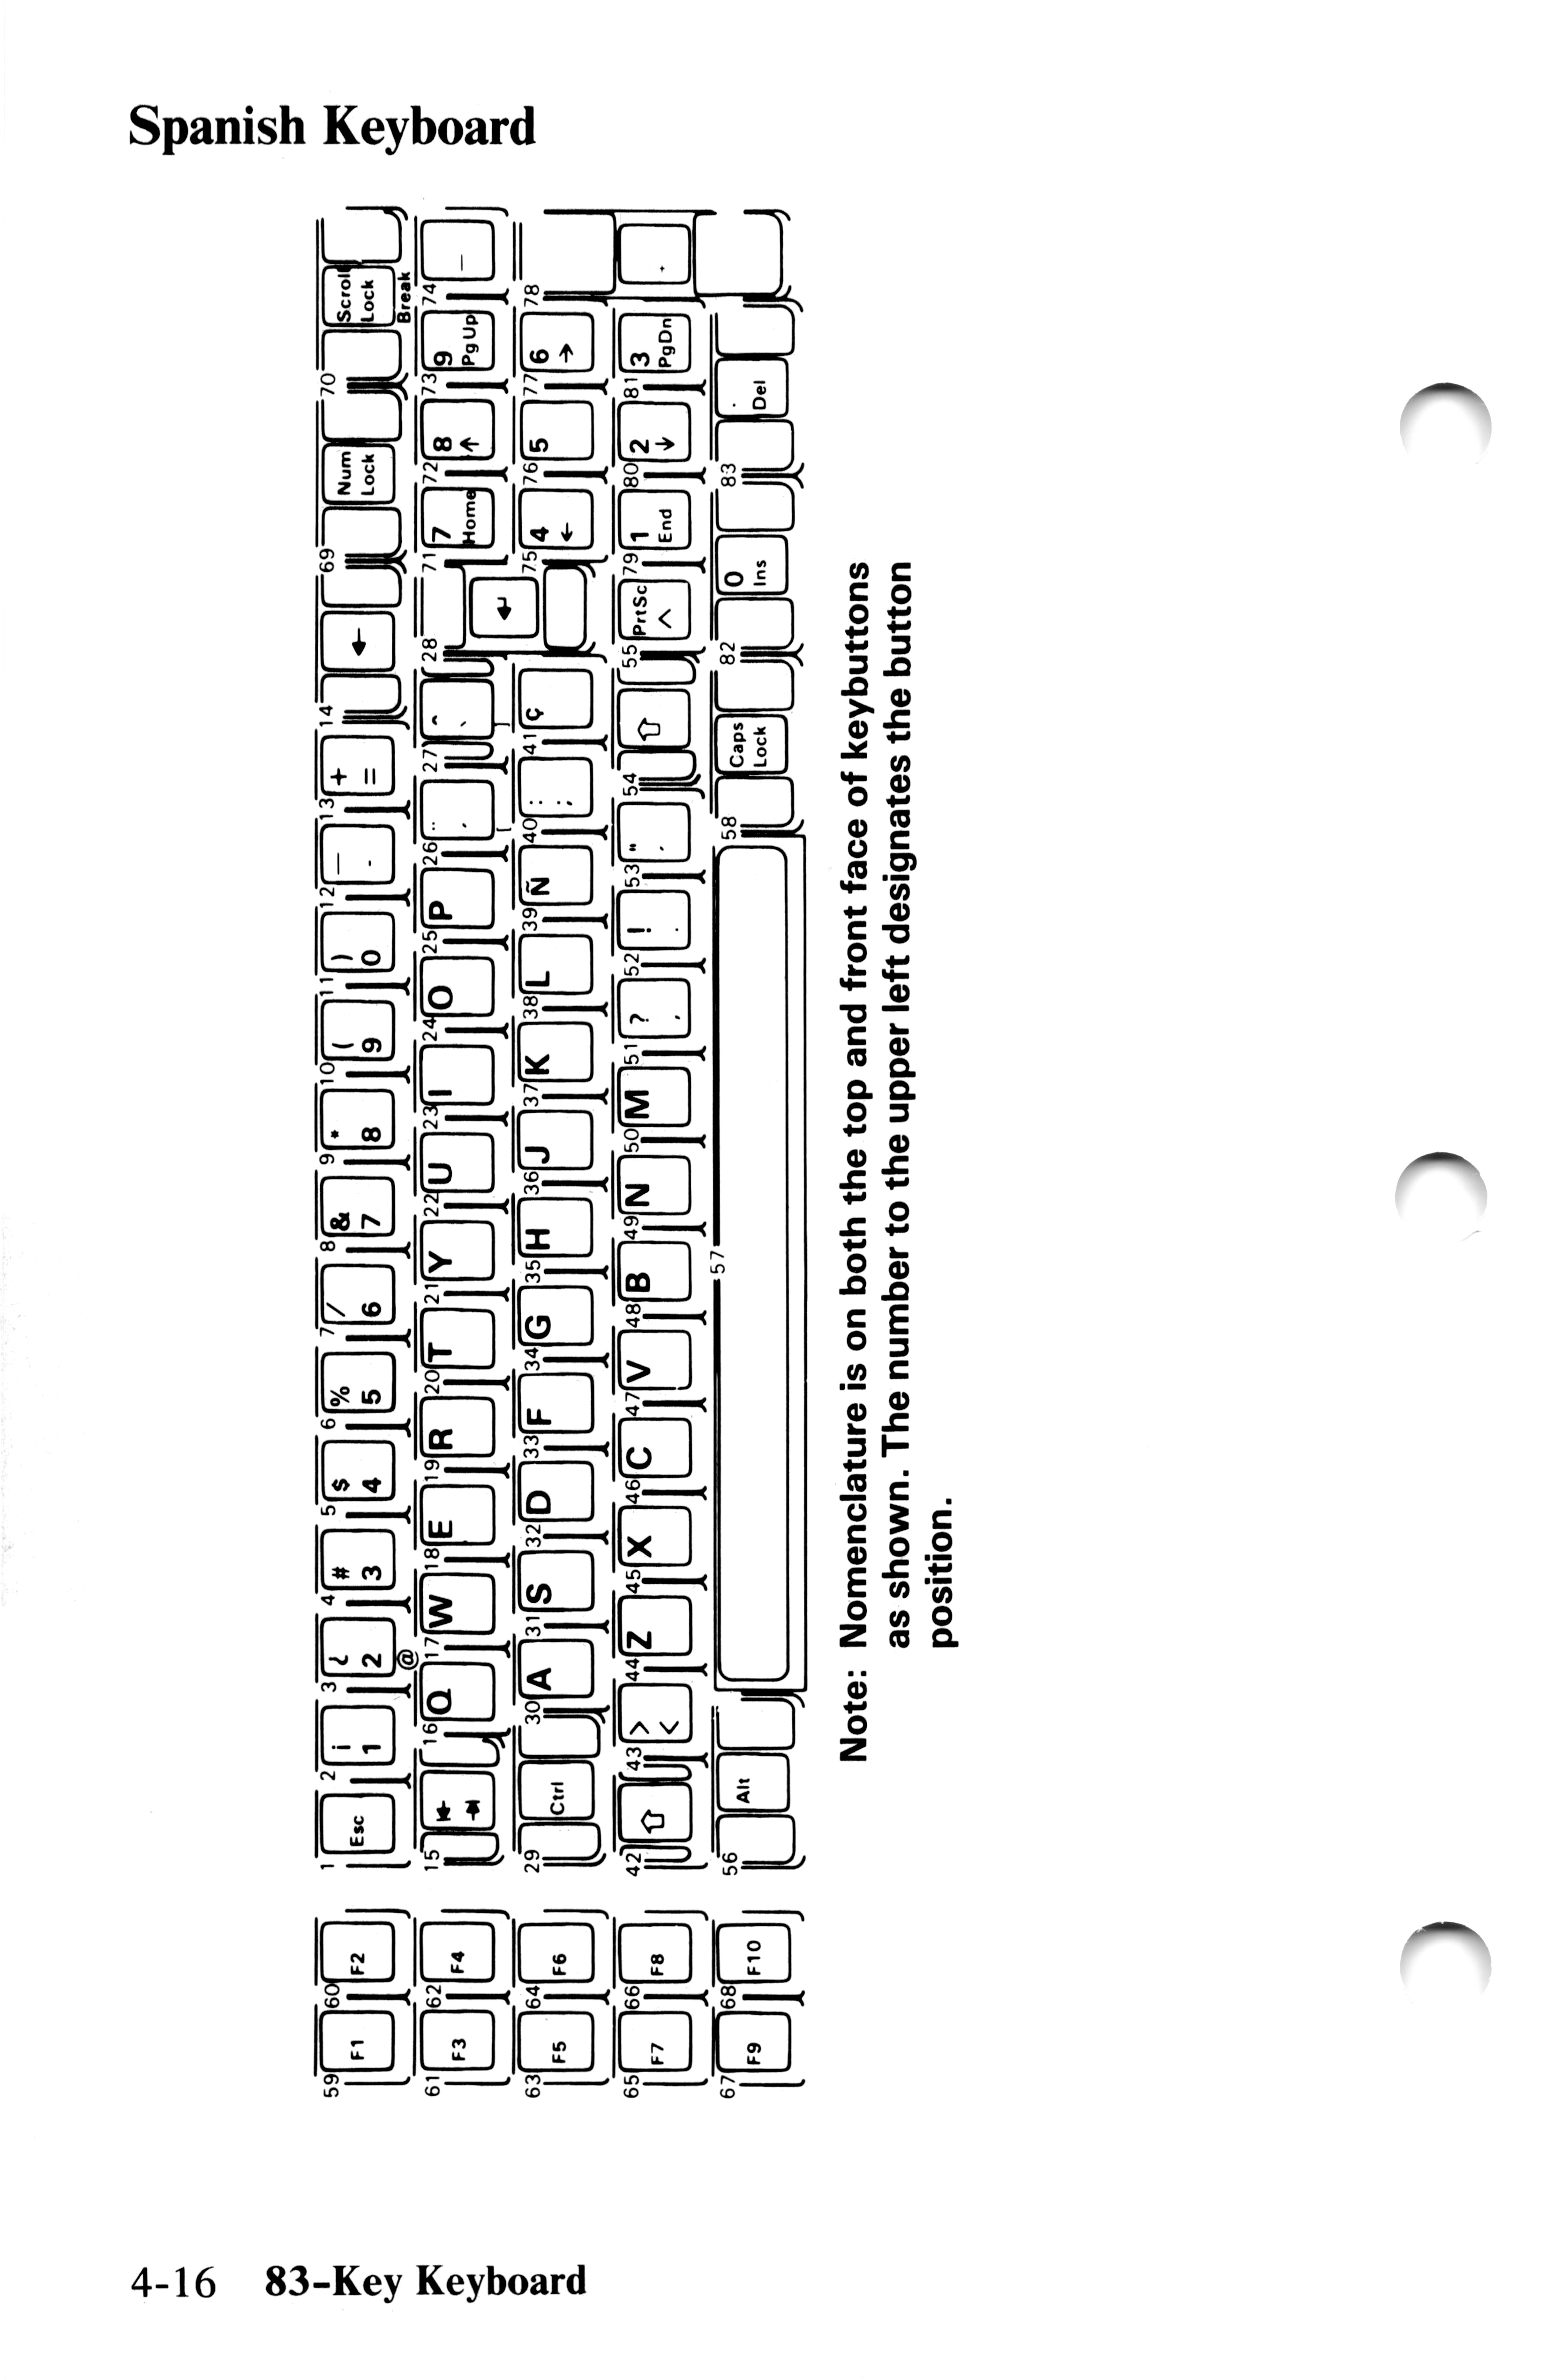 Spanish Keyboard
59 60 1 2 3 4 5 6 7 8 9 10 11 12 13 14 69 70
F1 F2 Esc ¡ 1 ¿ 2 @ # 3 $ 4 % 5 / 6 & 7 * 8 ( 9 ) 0 _ - + = ← Num Lock Scroll Lock Break
61 62 15 16 17 18 19 20 21 22 23 24 25 26 27 28 71 72 73 74
F3 F4 Q W E R T Y U I O P ¨ ´ [ ^ ` ] ↵ 7 Home 8 ↑ 9 PgUp –
63 64 29 30 31 32 33 34 35 36 37 38 39 40 41 75 76 77 78
F5 F6 Ctrl A S D F G H J K L Ñ : ; Ç 4 ← 5 6 →
65 66 42 43 44 45 46 47 48 49 50 51 52 53 54 55 79 80 81
F7 F8 ⇧ > < Z X C V B N M ? , ! . " ' ⇧ PrtSc ^ 1 End 2 ↓ 3 PgDn +
67 68 56 57 58 82 83
F9 F10 Alt Caps Lock 0 Ins . Del
Note: Nomenclature is on both the top and front face of keybuttons
as shown. The number to the upper left designates the button
position.
4-16 83-Key Keyboard